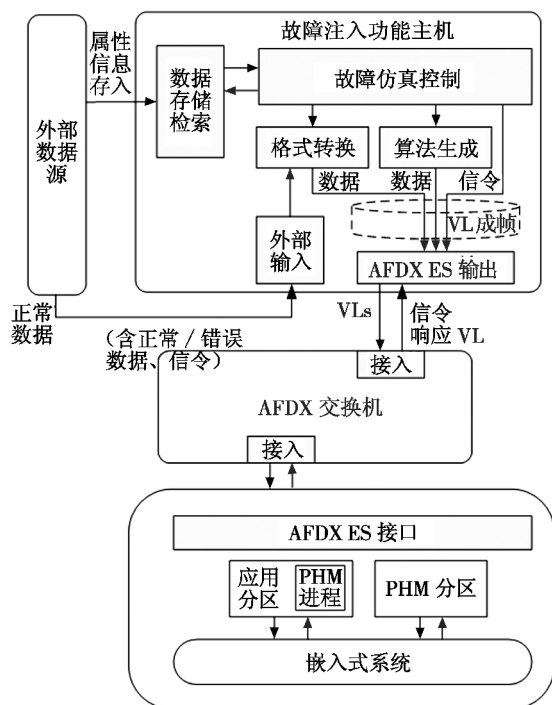 故障注入功能主机
属性
信息
存入
数据
存储
检索
故障仿真控制
外部
数据
源
格式转换
算法生成
数据
数据
信令
VL成帧
外部
输入
AFDX ES 输出
正常
数据
(含正常/错误
数据、信令)
VLs
信令
响应 VL
接入
AFDX 交换机
接入
AFDX ES 接口
应用
分区
PHM
进程
PHM 分区
嵌入式系统